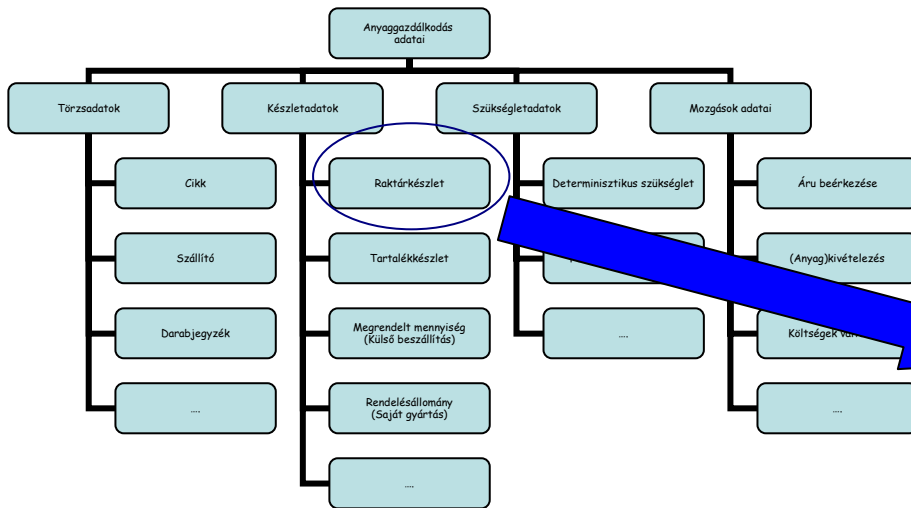 Anyaggazdálkodás
adatai
Törzsadatok
Készletadatok
Szükségletadatok
Mozgások adatai
Cikk
Raktárkészlet
Determinisztikus szükséglet
Áru beérkezése
Szállító
Tartalékkészlet
(Anyag)kivételezés
Darabjegyzék
Megrendelt mennyiség
(Külső beszállítás)
....
Költségek
....
Rendelésállomány
(Saját gyártás)
....
....